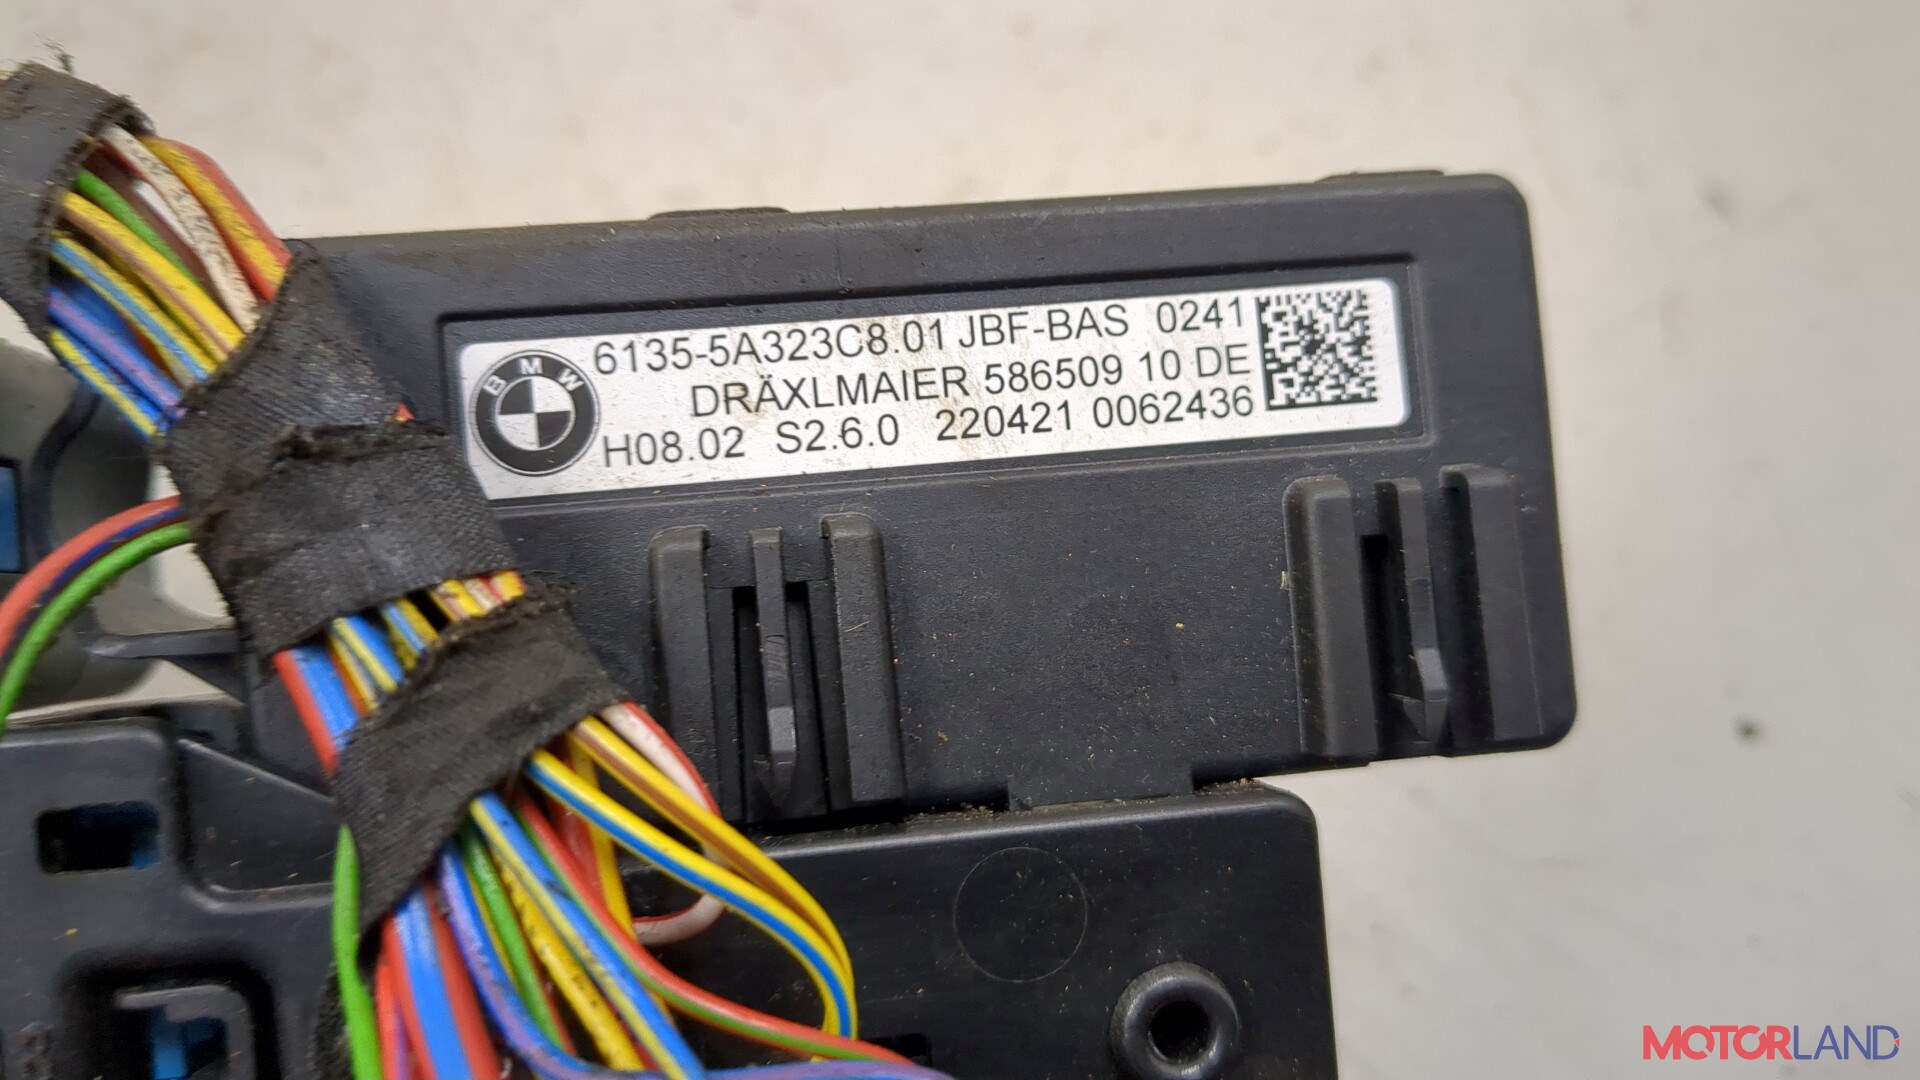 6135-5A323C8.01 JBF-BAS 0241
BMW
DRÄXLMAIER 586509 10 DE
H08.02 S2.6.0 220421 0062436
MOTORLAND